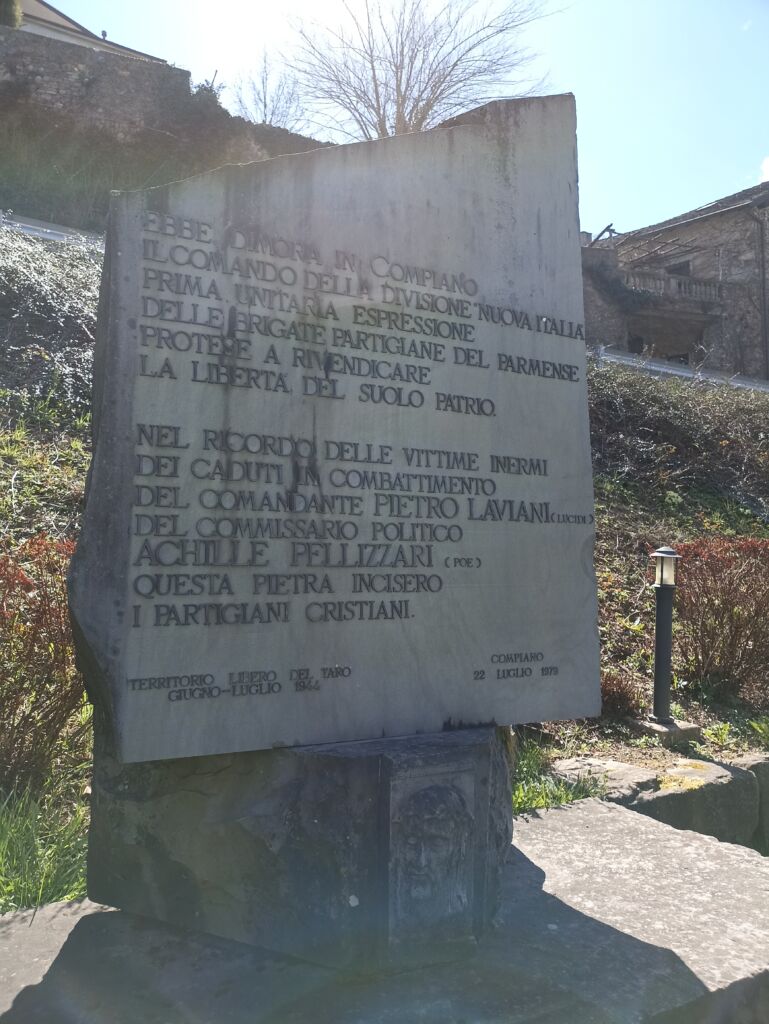 EBBE DIMORA IN COMPIANO
IL COMANDO DELLA DIVISIONE "NUOVA ITALIA
PRIMA UNITARIA ESPRESSIONE
DELLE BRIGATE PARTIGIANE DEL PARMENSE
PROTESE A RIVENDICARE
LA LIBERTÀ DEL SUOLO PATRIO.
NEL RICORDO DELLE VITTIME INERMI
DEI CADUTI IN COMBATTIMENTO
DEL COMANDANTE PIETRO LAVIANI (LUCIDI)
DEL COMMISSARIO POLITICO
ACHILLE PELLIZZARI (POE)
QUESTA PIETRA INCISERO
I PARTIGIANI CRISTIANI.
TERRITORIO LIBERO DEL TARO
GIUGNO-LUGLIO 1944
COMPIANO
22 LUGLIO 1979